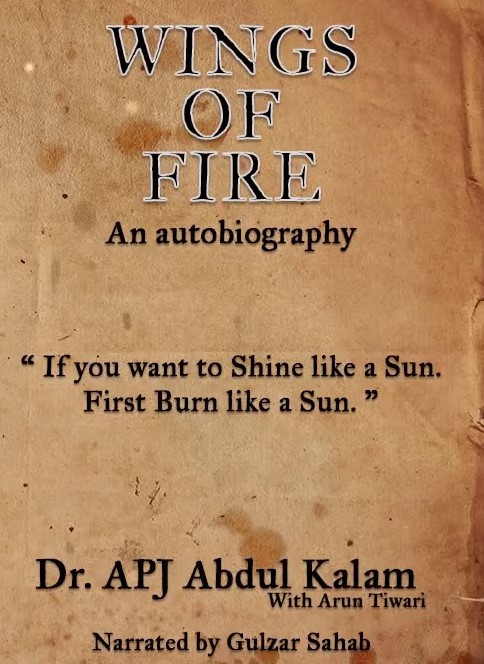 WINGS
OF
FIRE
An autobiography
“ If you want to Shine like a Sun.
First Burn like a Sun. ”
Dr. APJ Abdul Kalam
With Arun Tiwari
Narrated by Gulzar Sahab